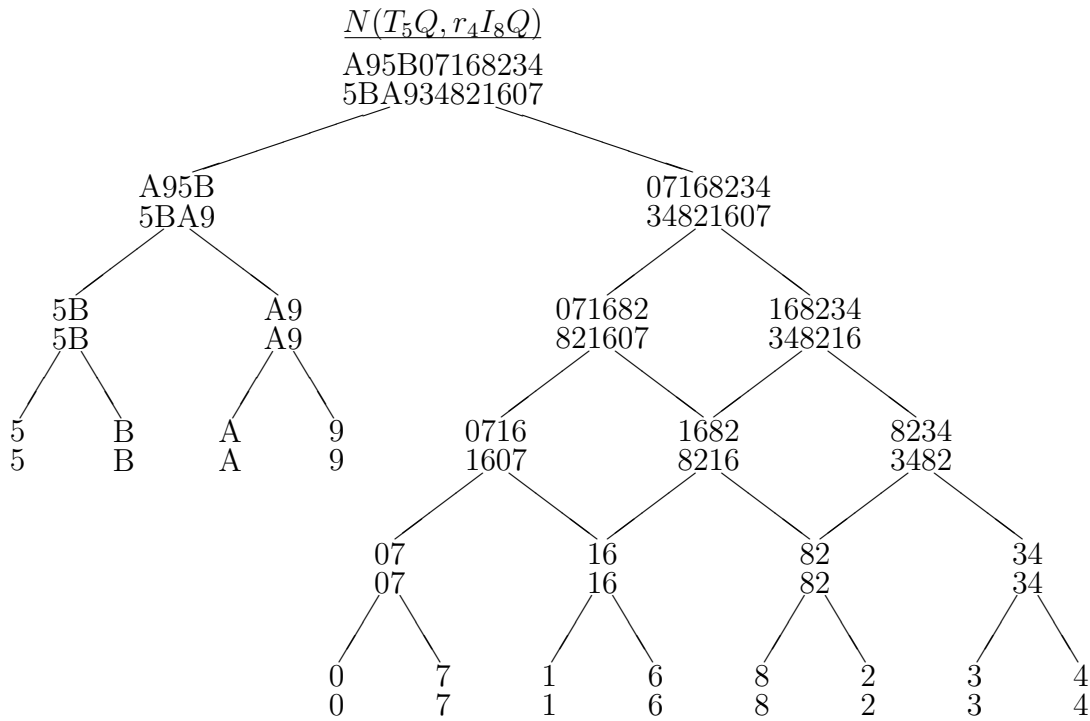 N(T₅Q, r₄I₈Q)
A95B07168234
5BA934821607
A95B 07168234
5BA9 34821607
5B A9 071682 168234
5B A9 821607 348216
5 B A 9 0716 1682 8234
5 B A 9 1607 8216 3482
07 16 82 34
07 16 82 34
0 7 1 6 8 2 3 4
0 7 1 6 8 2 3 4